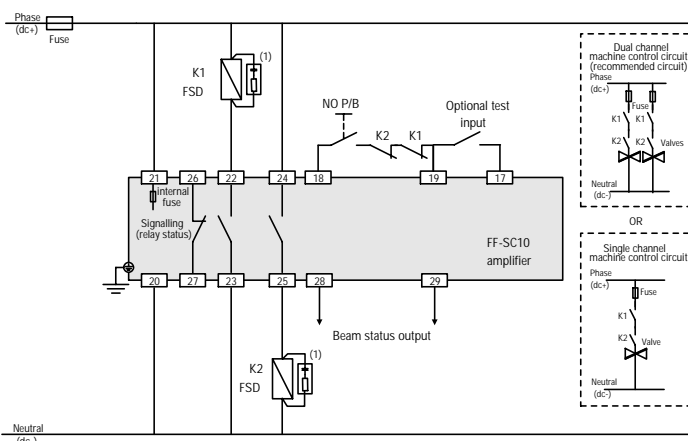 Phase
(dc+)
Fuse
K1
FSD
(1)
NO P/B
K2
K1
Optional test
input
21
26
22
24
18
19
17
internal
fuse
Signalling
(relay status)
FF-SC10
amplifier
20
27
23
25
28
29
Beam status output
K2
FSD
(1)
Neutral
(dc-)
Dual channel
machine control circuit
(recommended circuit)
Phase
(dc+)
Fuse
K1
K1
K2
K2
Valves
Neutral
(dc-)
OR
Single channel
machine control circuit
Phase
(dc+)
Fuse
K1
K2
Valve
Neutral
(dc-)